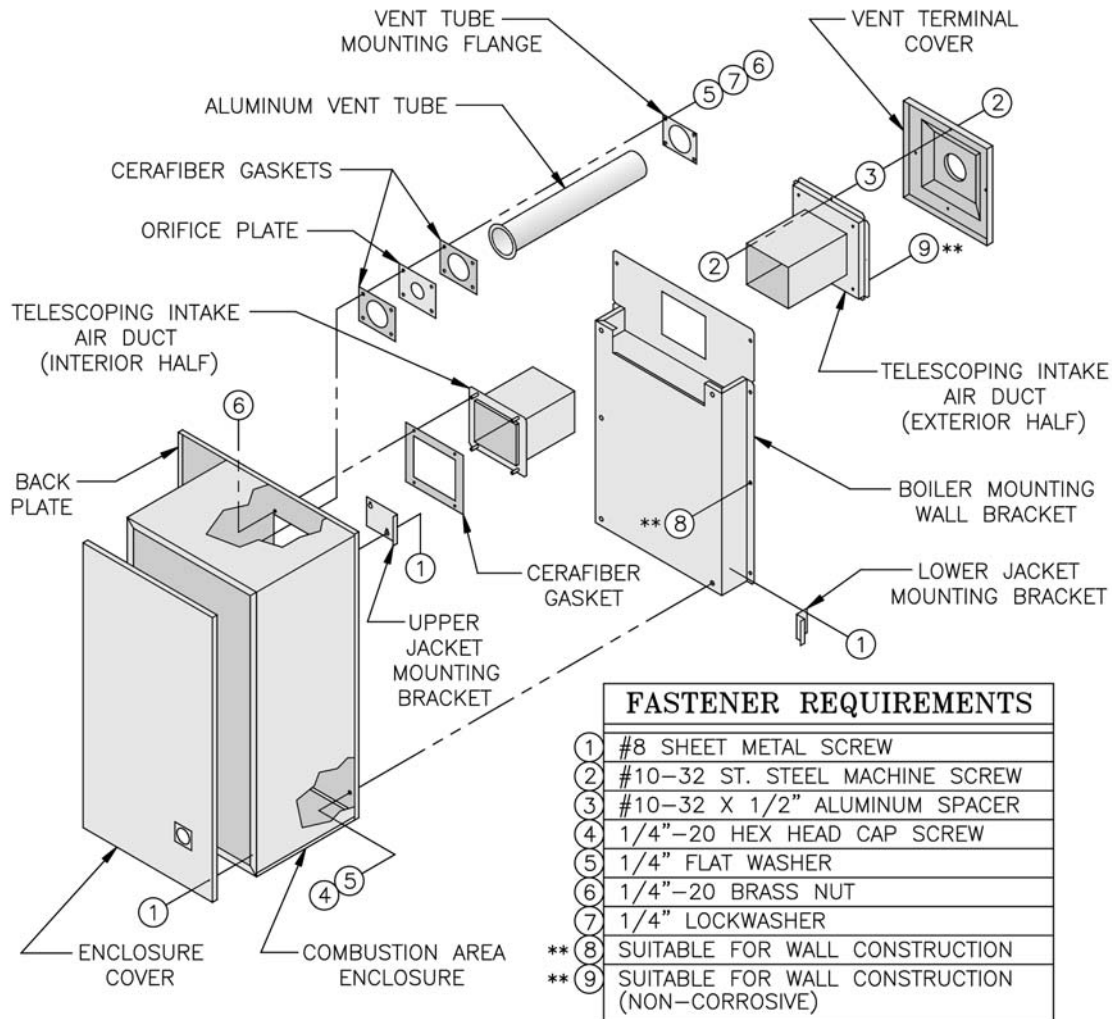 VENT TUBE
MOUNTING FLANGE
VENT TERMINAL
COVER
5 7 6
2
ALUMINUM VENT TUBE
CERAFIBER GASKETS
3
ORIFICE PLATE
2
9 **
TELESCOPING INTAKE
AIR DUCT
(INTERIOR HALF)
TELESCOPING INTAKE
AIR DUCT
(EXTERIOR HALF)
6
BACK
PLATE
BOILER MOUNTING
WALL BRACKET
** 8
1
CERAFIBER
GASKET
LOWER JACKET
MOUNTING BRACKET
UPPER
JACKET
MOUNTING
BRACKET
1
FASTENER REQUIREMENTS
1 #8 SHEET METAL SCREW
2 #10-32 ST. STEEL MACHINE SCREW
3 #10-32 X 1/2" ALUMINUM SPACER
4 1/4"-20 HEX HEAD CAP SCREW
5 1/4" FLAT WASHER
6 1/4"-20 BRASS NUT
7 1/4" LOCKWASHER
** 8 SUITABLE FOR WALL CONSTRUCTION
** 9 SUITABLE FOR WALL CONSTRUCTION
(NON-CORROSIVE)
4 5
1
ENCLOSURE
COVER
COMBUSTION AREA
ENCLOSURE